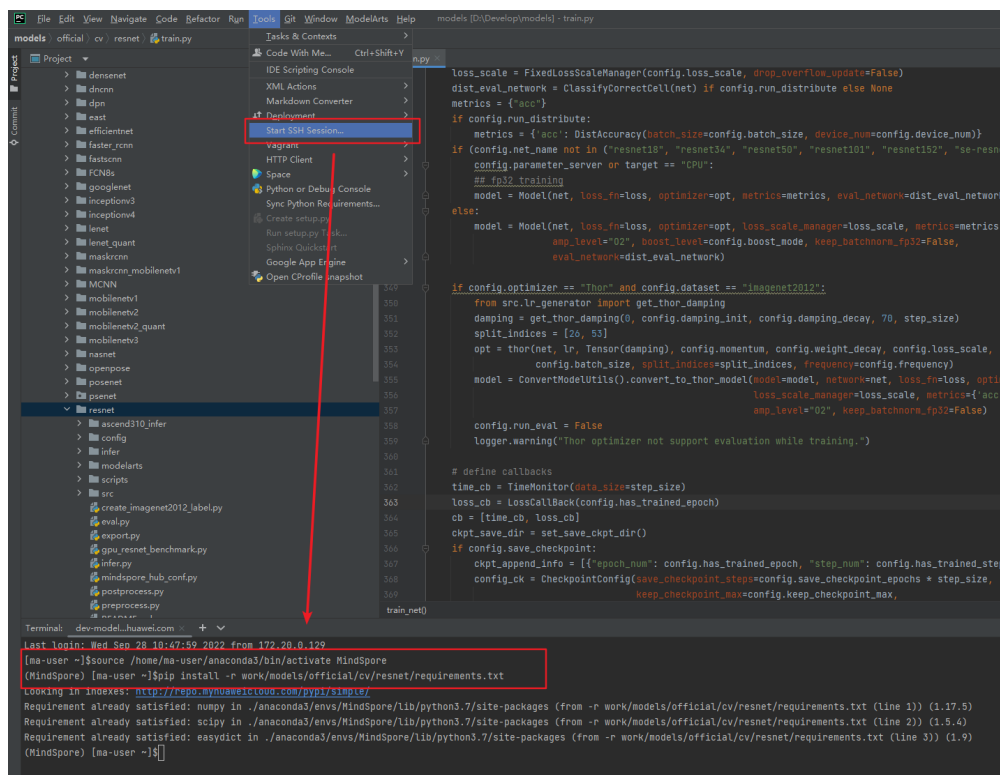 PC File Edit View Navigate Code Refactor Run Tools Git Window ModelArts Help models [D:\Develop\models] - train.py
models official cv resnet train.py
Tasks & Contexts
Code With Me... Ctrl+Shift+Y
IDE Scripting Console
XML Actions
Markdown Converter
Deployment
Start SSH Session...
Vagrant
HTTP Client
Space
Python or Debug Console
Sync Python Requirements...
Create setup.py
Run setup.py Task...
Sphinx Quickstart
Google App Engine
Open CProfile snapshot
Project
Commit
Project
densenet
dncnn
dpn
east
efficientnet
faster_rcnn
fastscnn
FCN8s
googlenet
inceptionv3
inceptionv4
lenet
lenet_quant
maskrcnn
maskrcnn_mobilenetv1
MCNN
mobilenetv1
mobilenetv2
mobilenetv2_quant
mobilenetv3
nasnet
openpose
posenet
psenet
resnet
ascend310_infer
config
infer
modelarts
scripts
src
create_imagenet2012_label.py
eval.py
export.py
gpu_resnet_benchmark.py
infer.py
mindspore_hub_conf.py
postprocess.py
preprocess.py
loss_scale = FixedLossScaleManager(config.loss_scale, drop_overflow_update=False)
dist_eval_network = ClassifyCorrectCell(net) if config.run_distribute else None
metrics = {"acc"}
if config.run_distribute:
metrics = {'acc': DistAccuracy(batch_size=config.batch_size, device_num=config.device_num)}
if (config.net_name not in ("resnet18", "resnet34", "resnet50", "resnet101", "resnet152", "se-resn
config.parameter_server or target == "CPU":
## fp32 training
model = Model(net, loss_fn=loss, optimizer=opt, metrics=metrics, eval_network=dist_eval_networ
else:
model = Model(net, loss_fn=loss, optimizer=opt, loss_scale_manager=loss_scale, metrics=metrics
amp_level="O2", boost_level=config.boost_mode, keep_batchnorm_fp32=False,
eval_network=dist_eval_network)
349 if config.optimizer == "Thor" and config.dataset == "imagenet2012":
350 from src.lr_generator import get_thor_damping
351 damping = get_thor_damping(0, config.damping_init, config.damping_decay, 70, step_size)
352 split_indices = [26, 53]
353 opt = thor(net, lr, Tensor(damping), config.momentum, config.weight_decay, config.loss_scale,
354 config.batch_size, split_indices=split_indices, frequency=config.frequency)
355 model = ConvertModelUtils().convert_to_thor_model(model=model, network=net, loss_fn=loss, opti
356 loss_scale_manager=loss_scale, metrics={'acc
357 amp_level="O2", keep_batchnorm_fp32=False)
358 config.run_eval = False
359 logger.warning("Thor optimizer not support evaluation while training.")
360
361 # define callbacks
362 time_cb = TimeMonitor(data_size=step_size)
363 loss_cb = LossCallBack(config.has_trained_epoch)
364 cb = [time_cb, loss_cb]
365 ckpt_save_dir = set_save_ckpt_dir()
366 if config.save_checkpoint:
367 ckpt_append_info = [{"epoch_num": config.has_trained_epoch, "step_num": config.has_trained_ste
368 config_ck = CheckpointConfig(save_checkpoint_steps=config.save_checkpoint_epochs * step_size,
369 keep_checkpoint_max=config.keep_checkpoint_max,
train_net()
Terminal: dev-model...huawei.com × +
Last login: Wed Sep 28 10:47:59 2022 from 172.20.0.129
[ma-user ~]$source /home/ma-user/anaconda3/bin/activate MindSpore
(MindSpore) [ma-user ~]$pip install -r work/models/official/cv/resnet/requirements.txt
Looking in indexes: http://repo.myhuaweicloud.com/pypi/simple/
Requirement already satisfied: numpy in ./anaconda3/envs/MindSpore/lib/python3.7/site-packages (from -r work/models/official/cv/resnet/requirements.txt (line 1)) (1.17.5)
Requirement already satisfied: scipy in ./anaconda3/envs/MindSpore/lib/python3.7/site-packages (from -r work/models/official/cv/resnet/requirements.txt (line 2)) (1.5.4)
Requirement already satisfied: easydict in ./anaconda3/envs/MindSpore/lib/python3.7/site-packages (from -r work/models/official/cv/resnet/requirements.txt (line 3)) (1.9)
(MindSpore) [ma-user ~]$